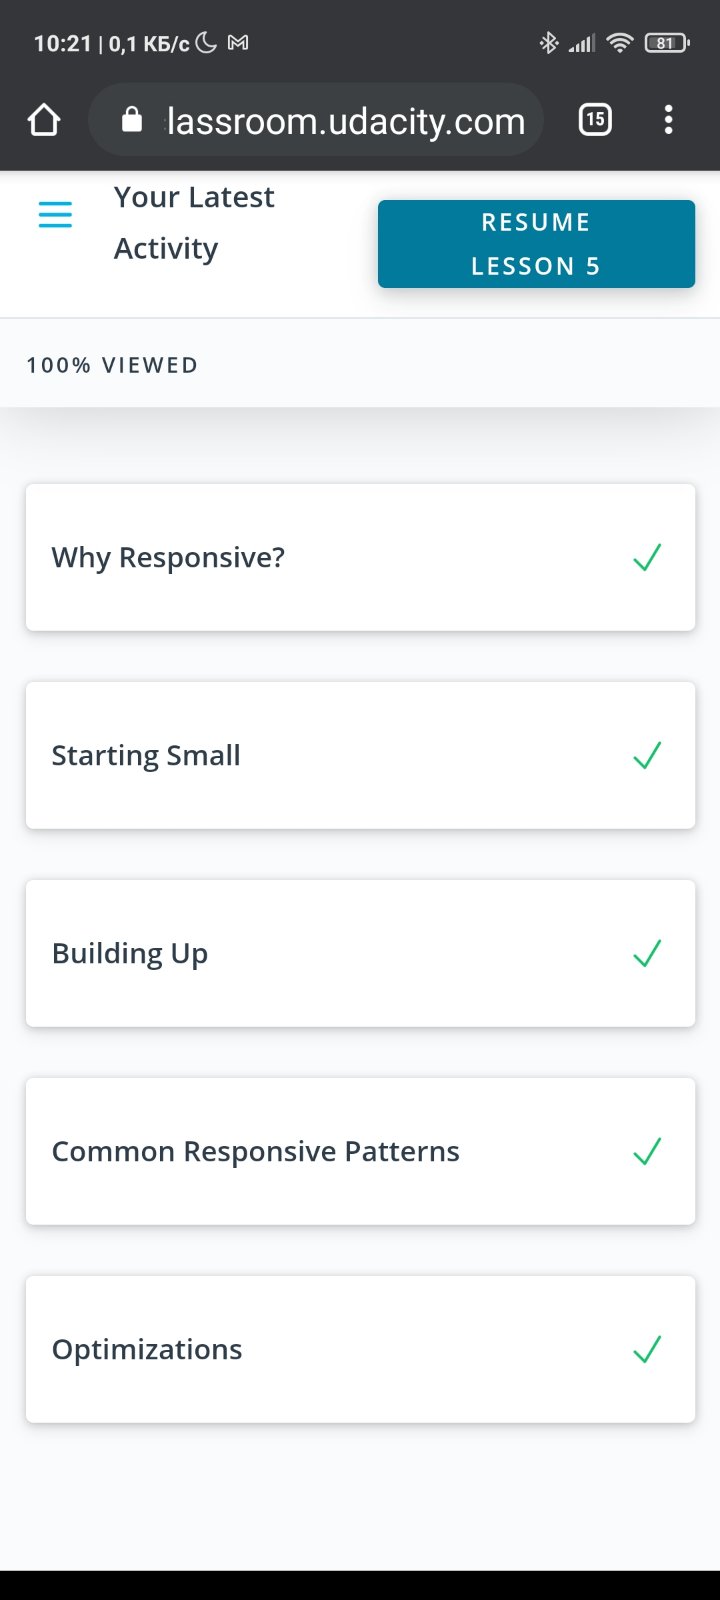 10:21 | 0,1 КБ/с 81
lassroom.udacity.com 15
Your Latest
Activity
RESUME
LESSON 5
100% VIEWED
Why Responsive?
Starting Small
Building Up
Common Responsive Patterns
Optimizations